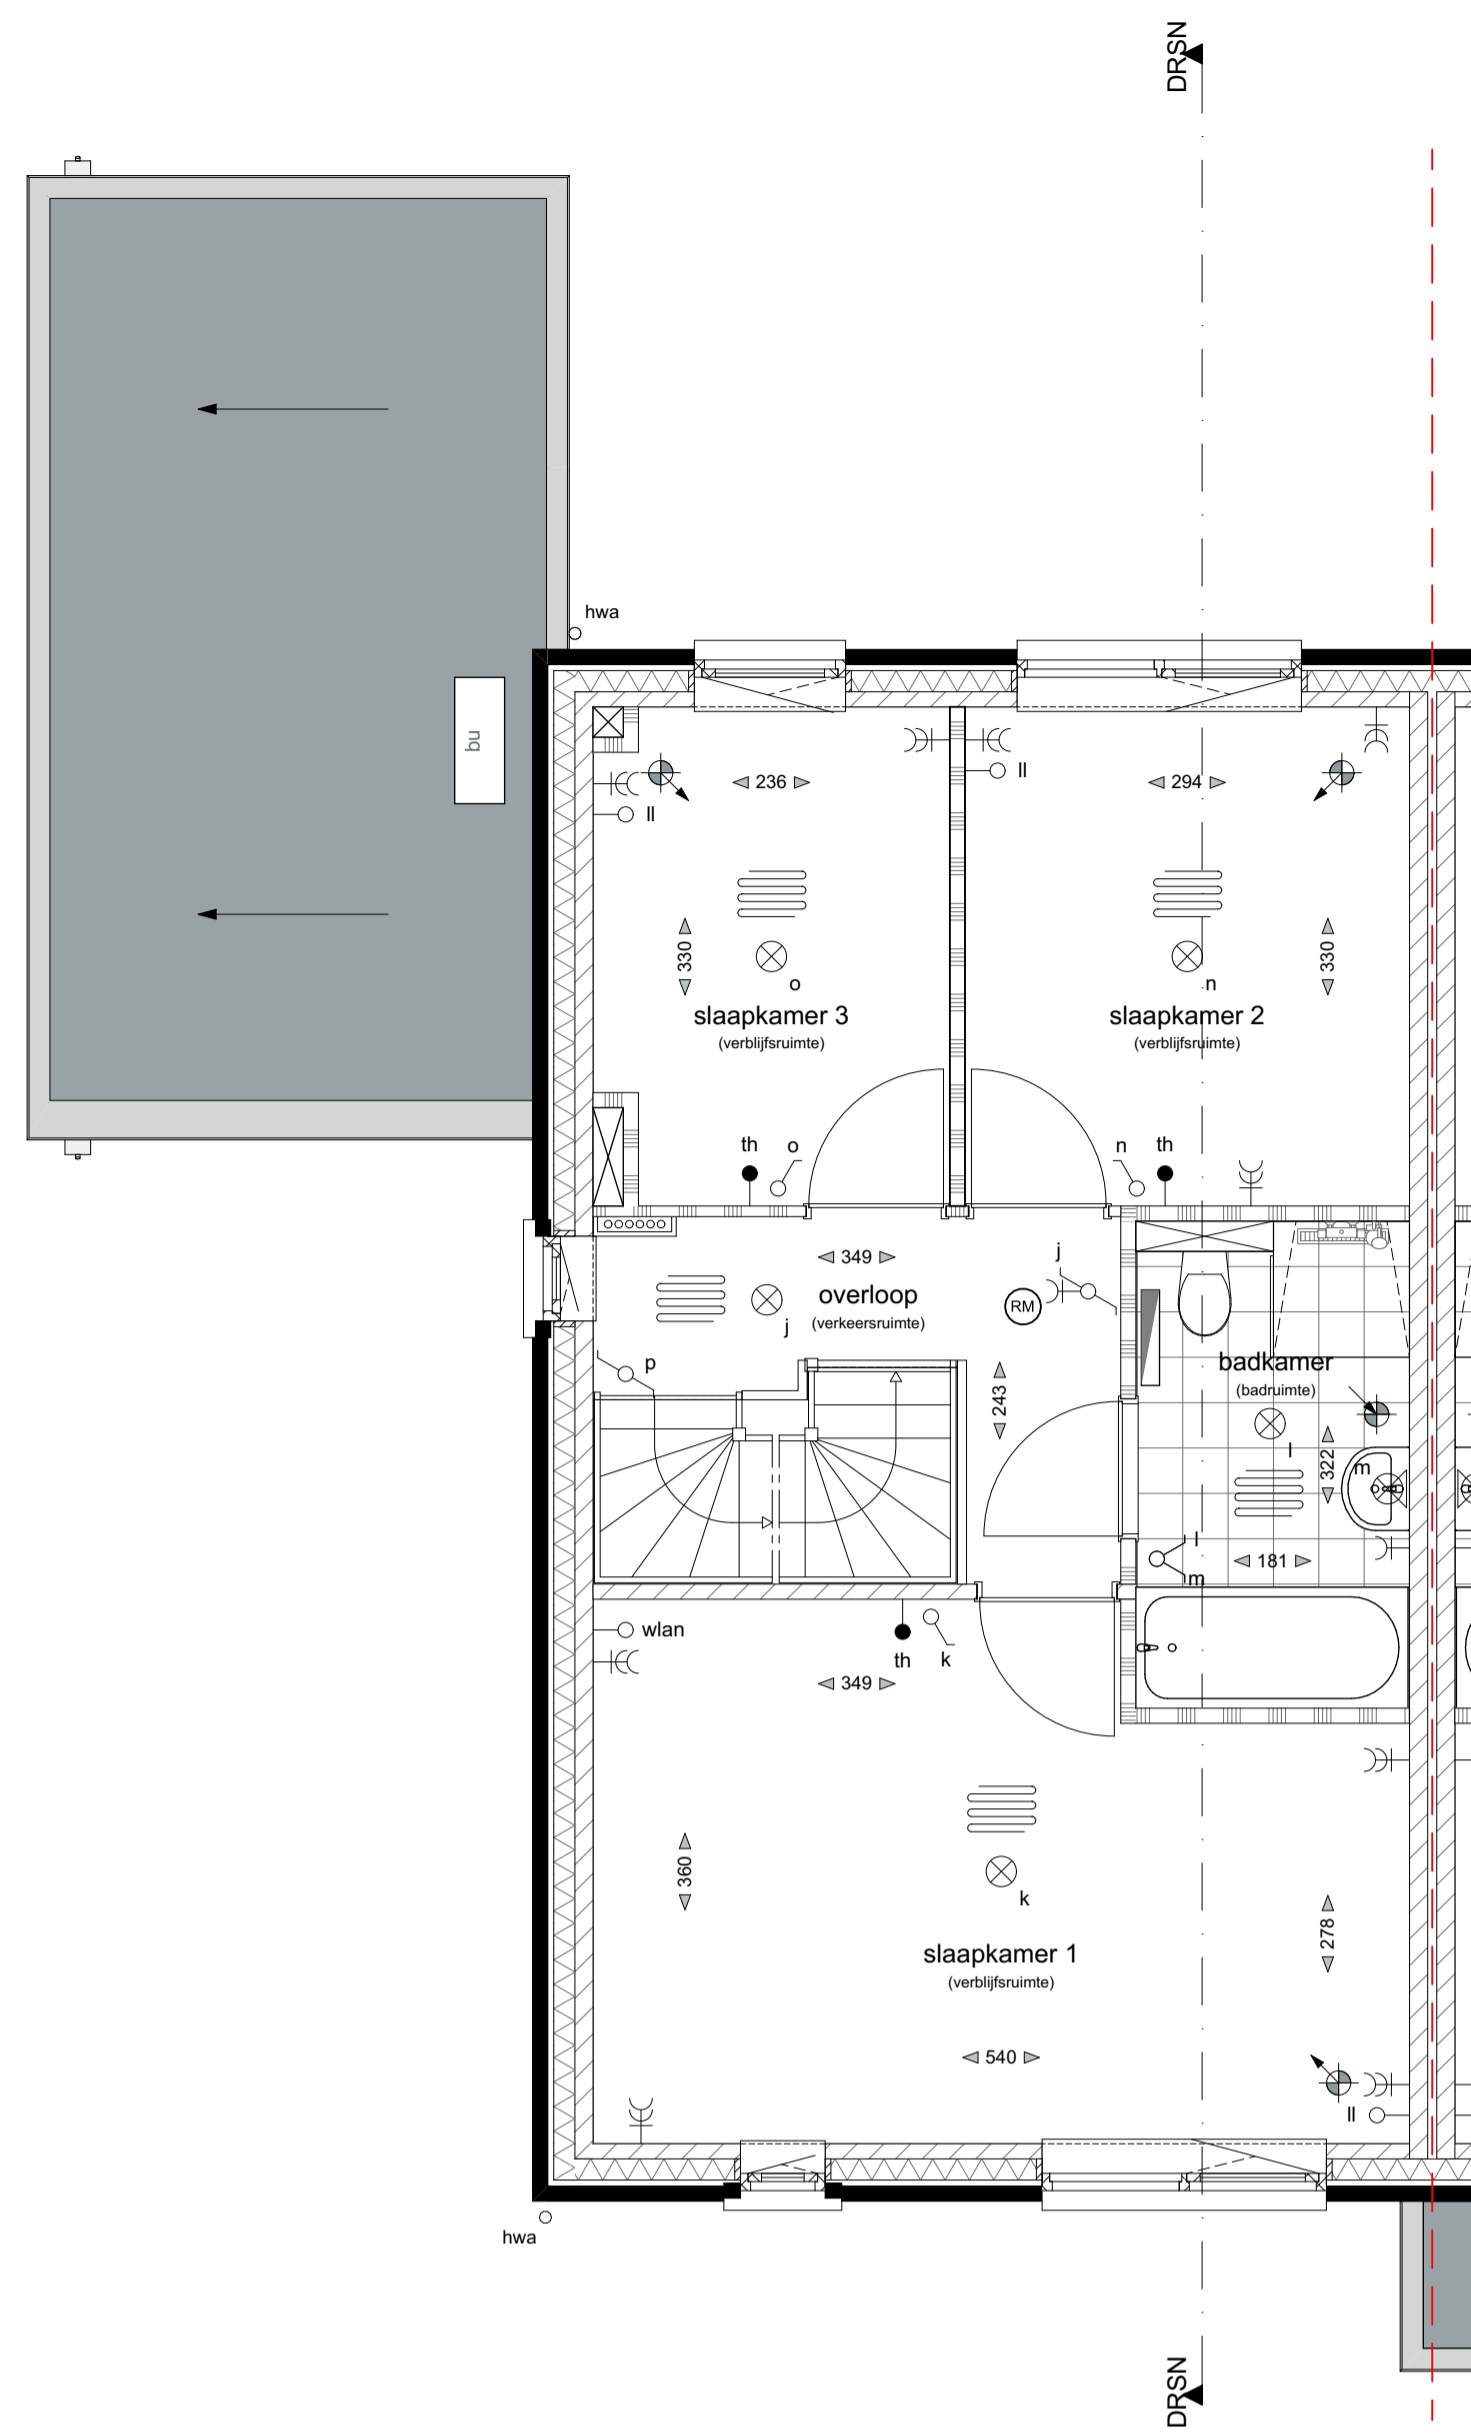 DRSN
hwa
bu
ll
ll
236
294
330
330
o
n
slaapkamer 3
(verblijfsruimte)
slaapkamer 2
(verblijfsruimte)
th
o
n
th
349
j
overloop
(verkeersruimte)
RM
j
p
badkamer
(badruimte)
243
l
322
m
l
181
m
wlan
th
k
349
360
k
278
slaapkamer 1
(verblijfsruimte)
540
ll
hwa
DRSN